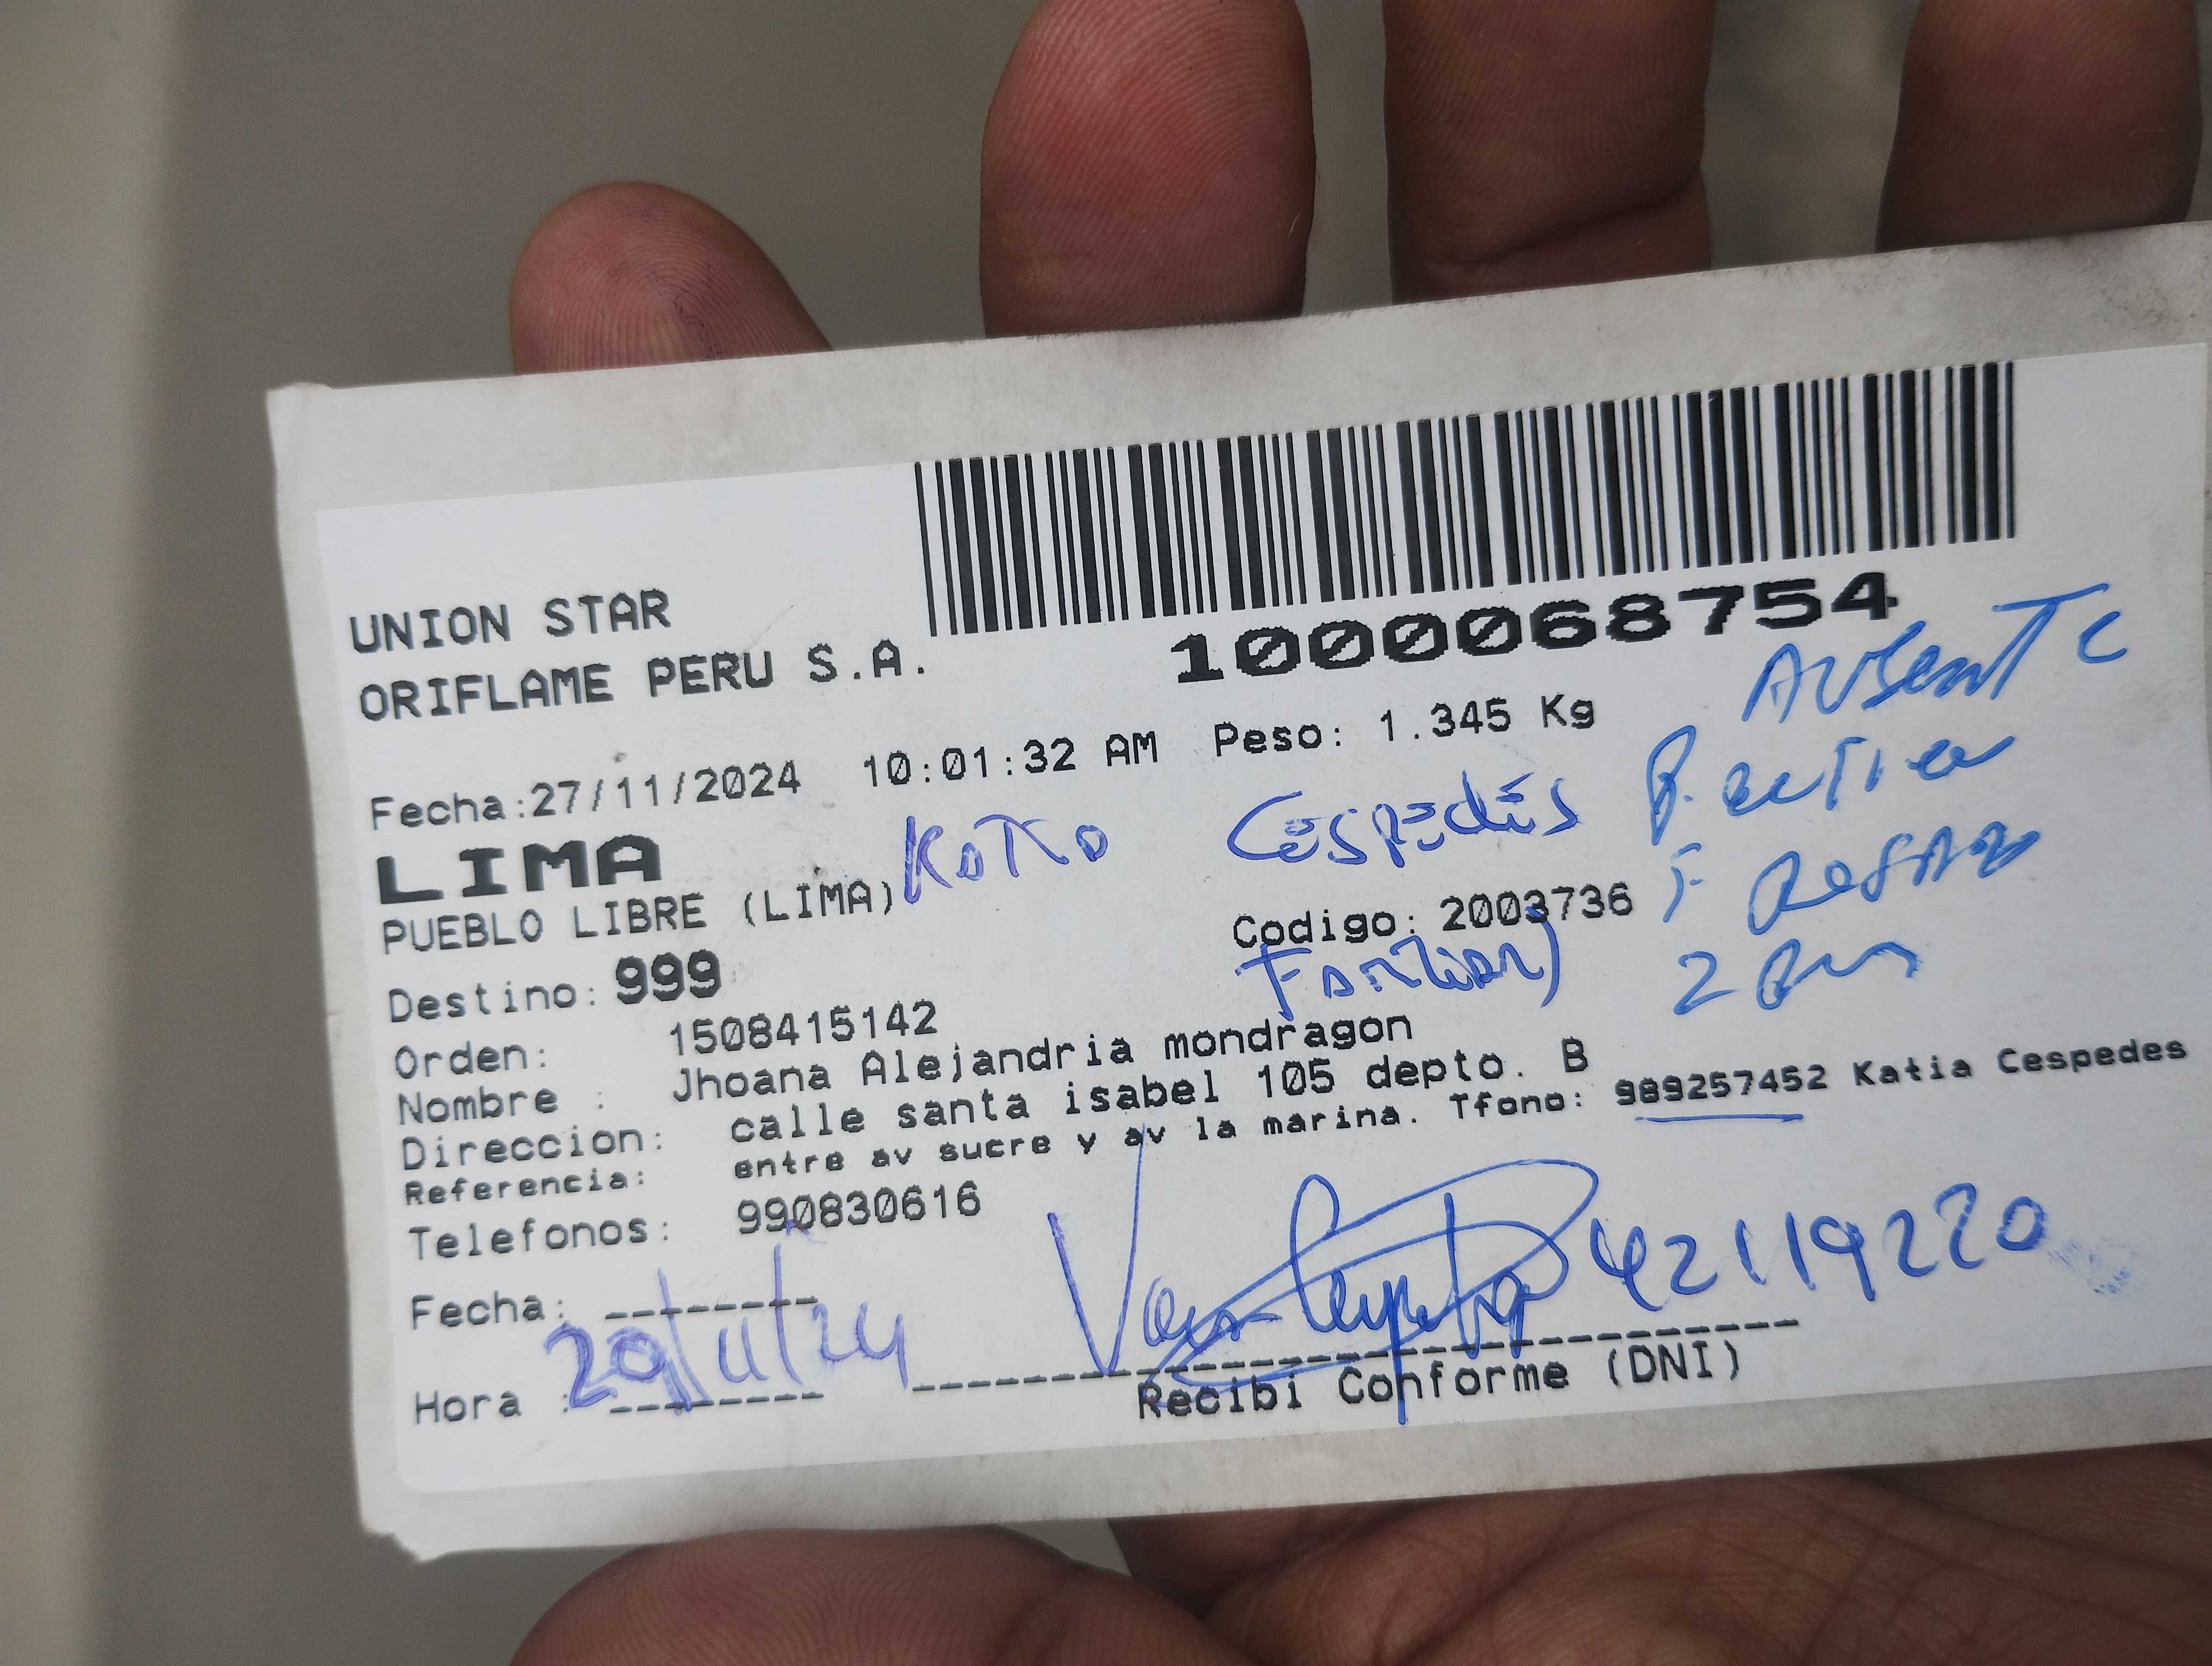 UNION STAR
ORIFLAME PERU S.A.
1000068754
Fecha:27/11/2024 10:01:32 AM Peso: 1.345 Kg
AUSENTE
LIMA
PUEBLO LIBRE (LIMA)
Cespedes
Codigo: 2003736
Destino: 999
Orden: 1508415142
Nombre : Jhoana Alejandria mondragon
Direccion: calle santa isabel 105 depto. B
Referencia: entre av sucre y av la marina. Tfono: 989257452 Katia Cespedes
Telefonos: 990830616
42119220
Fecha:
Hora :
Recibi Conforme (DNI)